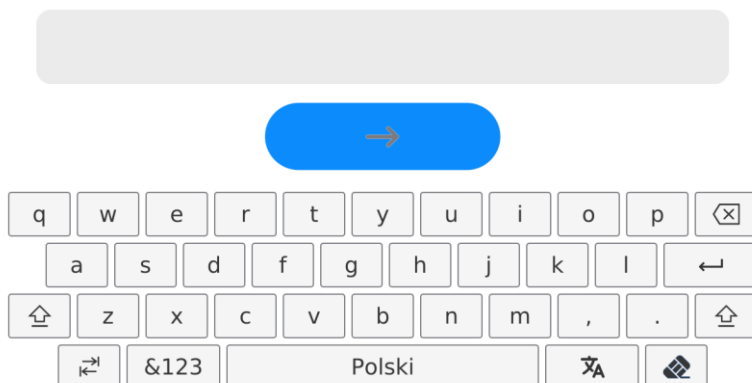 q w e r t y u i o p
a s d f g h j k l
z x c v b n m , .
&123 Polski